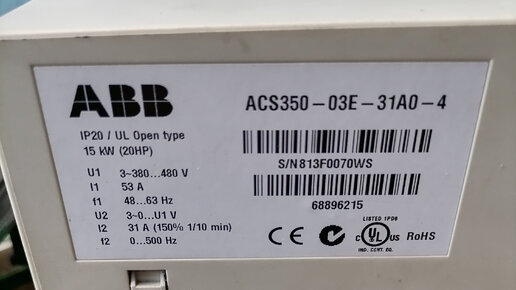 ABB
ACS350-03E-31A0-4
IP20 / UL Open type
15 kW (20HP)
S/N813F0070WS
U1 3~380...480 V
I1 53 A
f1 48...63 Hz
U2 3~0...U1 V
I2 31 A (150% 1/10 min)
f2 0...500 Hz
68896215
CE
N
LISTED 1PD6
c UL us
IND. CONT. EQ.
RoHS